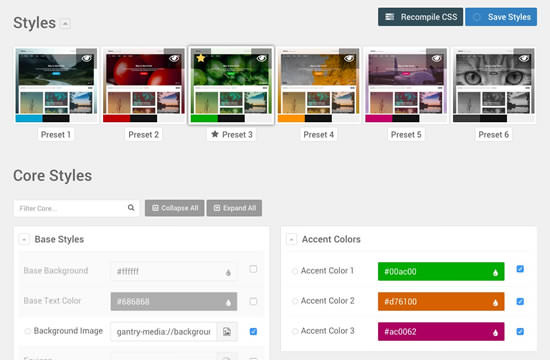 Styles
Recompile CSS
Save Styles
Preset 1
Preset 2
Preset 3
Preset 4
Preset 5
Preset 6
Core Styles
Filter Core...
Collapse All
Expand All
Base Styles
Base Background
#ffffff
Base Text Color
#686868
Background Image
gantry-media://backgrour
Accent Colors
Accent Color 1
#00ac00
Accent Color 2
#d76100
Accent Color 3
#ac0062